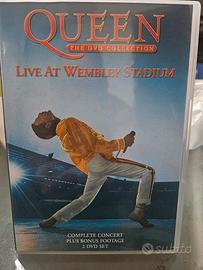 QUEEN
THE DVD COLLECTION
LIVE AT WEMBLEY STADIUM
COMPLETE CONCERT
PLUS BONUS FOOTAGE
2 DVD SET
subito